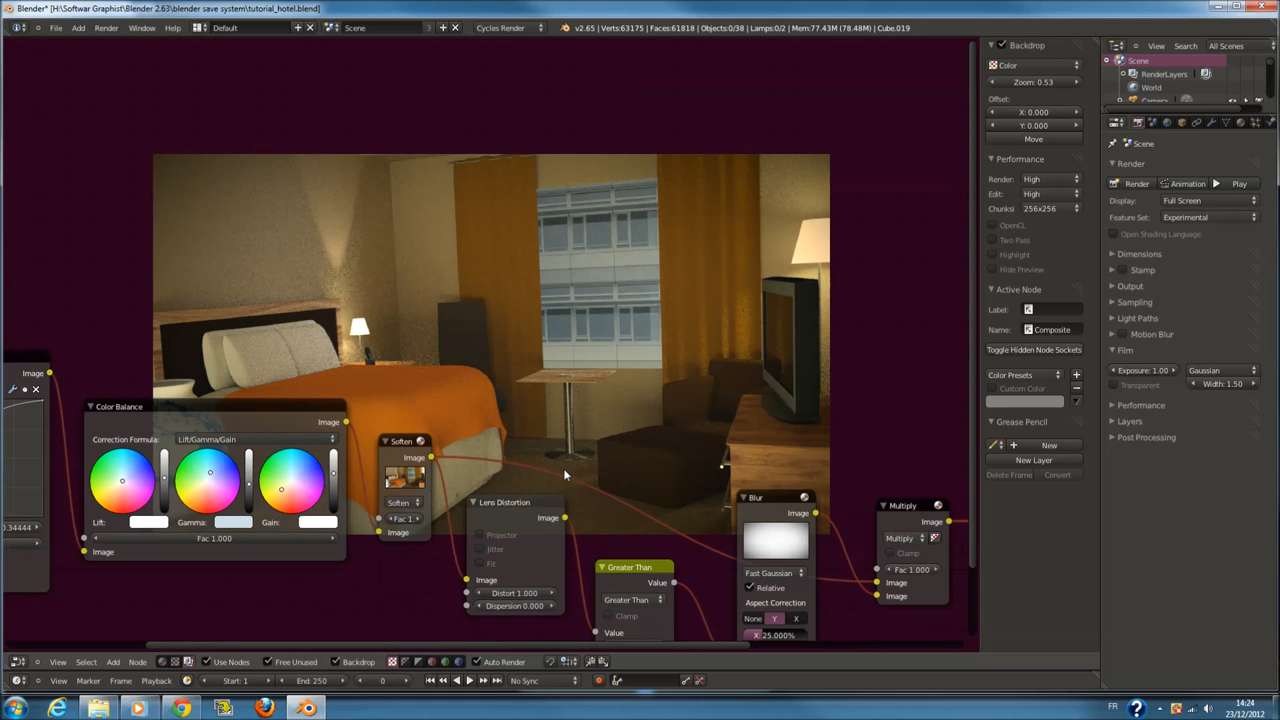 Blender* [H:\Softwar Graphist\Blender 2.63\blender save system\tutorial_hotel.blend]
File Add Render Window Help Default Scene 3 Cycles Render v2.65 | Verts:63175 | Faces:61818 | Objects:0/38 | Lamps:0/2 | Mem:77.43M (78.48M) | Cube.019
Backdrop
Color
Zoom: 0.53
Offset:
X: 0.000
Y: 0.000
Move
Performance
Render: High
Edit: High
Chunksi 256x256
OpenCL
Two Pass
Highlight
Hide Preview
Active Node
Label:
Name: Composite
Toggle Hidden Node Sockets
Color Presets
Custom Color
Grease Pencil
New
New Layer
Delete Frame Convert
View Search All Scenes
Scene
RenderLayers
World
Camera
Scene
Render
Render Animation Play
Display: Full Screen
Feature Set: Experimental
Open Shading Language
Dimensions
Stamp
Output
Sampling
Light Paths
Motion Blur
Film
Exposure: 1.00 Gaussian
Transparent Width: 1.50
Performance
Layers
Post Processing
Image
0.34444
Color Balance
Image
Correction Formula: Lift/Gamma/Gain
Lift: Gamma: Gain:
Fac 1.000
Image
Soften
Image
Soften
Fac 1.
Image
Lens Distortion
Image
Projector
Jitter
Fit
Image
Distort 1.000
Dispersion 0.000
Greater Than
Value
Greater Than
Clamp
Value
Blur
Image
Fast Gaussian
Relative
Aspect Correction
None Y X
X: 25.000%
Multiply
Image
Multiply
Clamp
Fac 1.000
Image
Image
View Select Add Node Use Nodes Free Unused Backdrop Auto Render
View Marker Frame Playback Start: 1 End: 250 0 No Sync
FR 14:24
23/12/2012